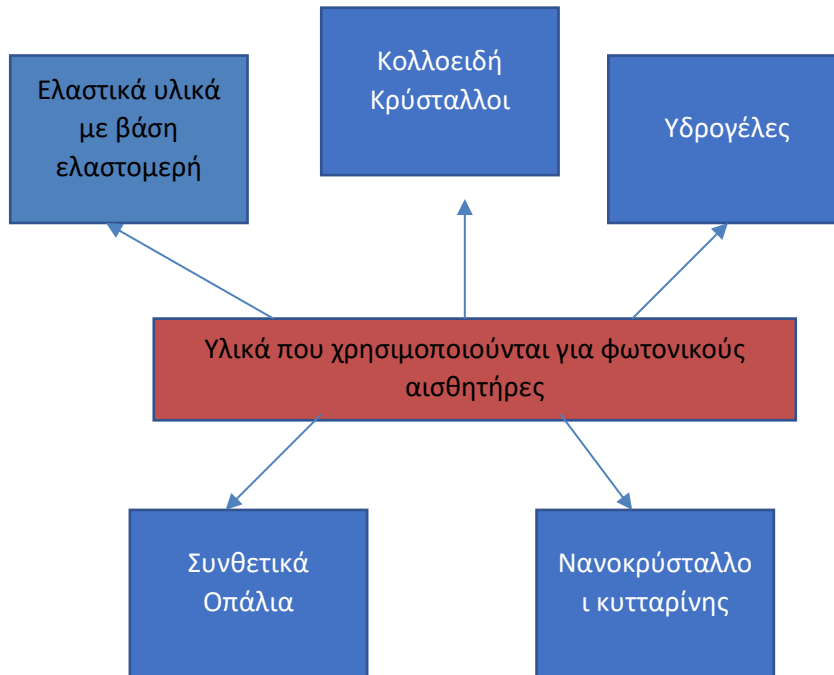 Ελαστικά υλικά
με βάση
ελαστομερή
Κολλοειδή
Κρύσταλλοι
Υδρογέλες
Υλικά που χρησιμοποιούνται για φωτονικούς
αισθητήρες
Συνθετικά
Οπάλια
Νανοκρύσταλλο
ι κυτταρίνης